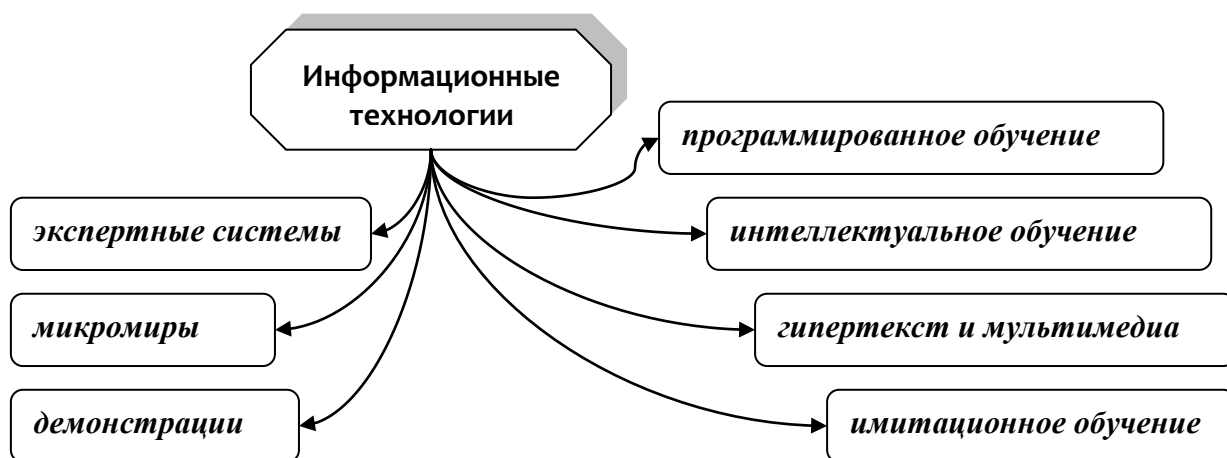 Информационные
технологии
программированное обучение
экспертные системы
интеллектуальное обучение
микромиры
гипертекст и мультимедиа
демонстрации
имитационное обучение